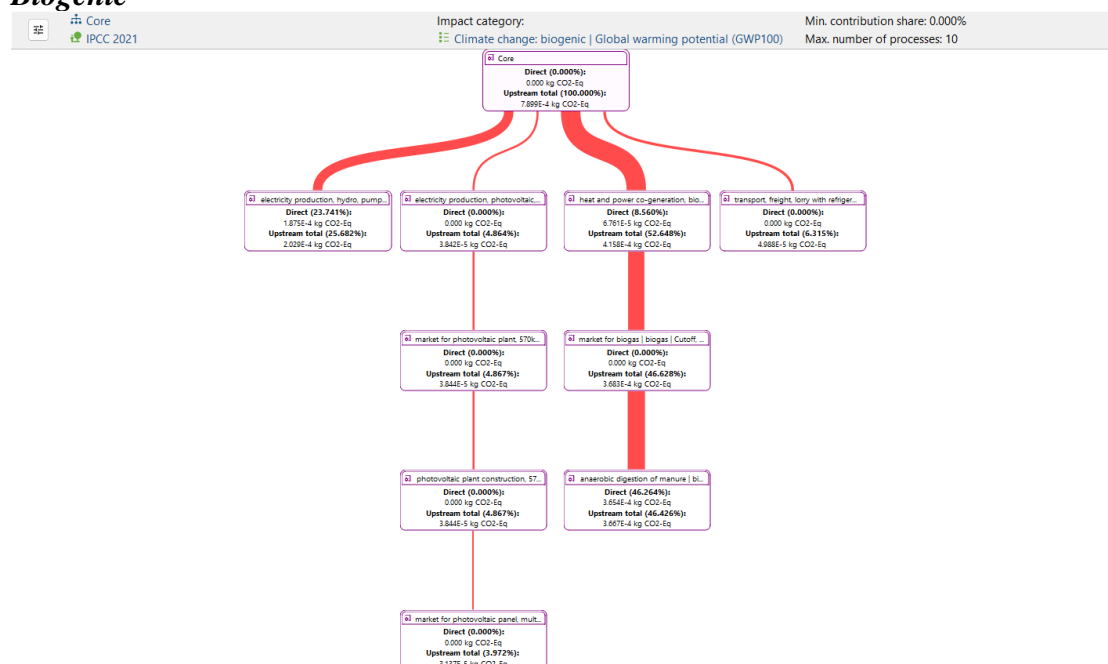 Biogenic
Core
Impact category:
Min. contribution share: 0.000%
IPCC 2021
Climate change: biogenic | Global warming potential (GWP100)
Max. number of processes: 10
Core
Direct (0.000%):
0.000 kg CO2-Eq
Upstream total (100.000%):
7.899E-4 kg CO2-Eq
electricity production, hydro, pump...
Direct (23.741%):
1.875E-4 kg CO2-Eq
Upstream total (25.682%):
2.029E-4 kg CO2-Eq
electricity production, photovoltaic,...
Direct (0.000%):
0.000 kg CO2-Eq
Upstream total (4.864%):
3.842E-5 kg CO2-Eq
heat and power co-generation, bio...
Direct (8.560%):
6.761E-5 kg CO2-Eq
Upstream total (52.648%):
4.158E-4 kg CO2-Eq
transport, freight, lorry with refriger...
Direct (0.000%):
0.000 kg CO2-Eq
Upstream total (6.315%):
4.988E-5 kg CO2-Eq
market for photovoltaic plant, 570k...
Direct (0.000%):
0.000 kg CO2-Eq
Upstream total (4.867%):
3.844E-5 kg CO2-Eq
market for biogas | biogas | Cutoff, ...
Direct (0.000%):
0.000 kg CO2-Eq
Upstream total (46.628%):
3.683E-4 kg CO2-Eq
photovoltaic plant construction, 57...
Direct (0.000%):
0.000 kg CO2-Eq
Upstream total (4.867%):
3.844E-5 kg CO2-Eq
anaerobic digestion of manure | bi...
Direct (46.264%):
3.654E-4 kg CO2-Eq
Upstream total (46.426%):
3.667E-4 kg CO2-Eq
market for photovoltaic panel, mult...
Direct (0.000%):
0.000 kg CO2-Eq
Upstream total (3.972%):
3.137E-5 kg CO2-Eq